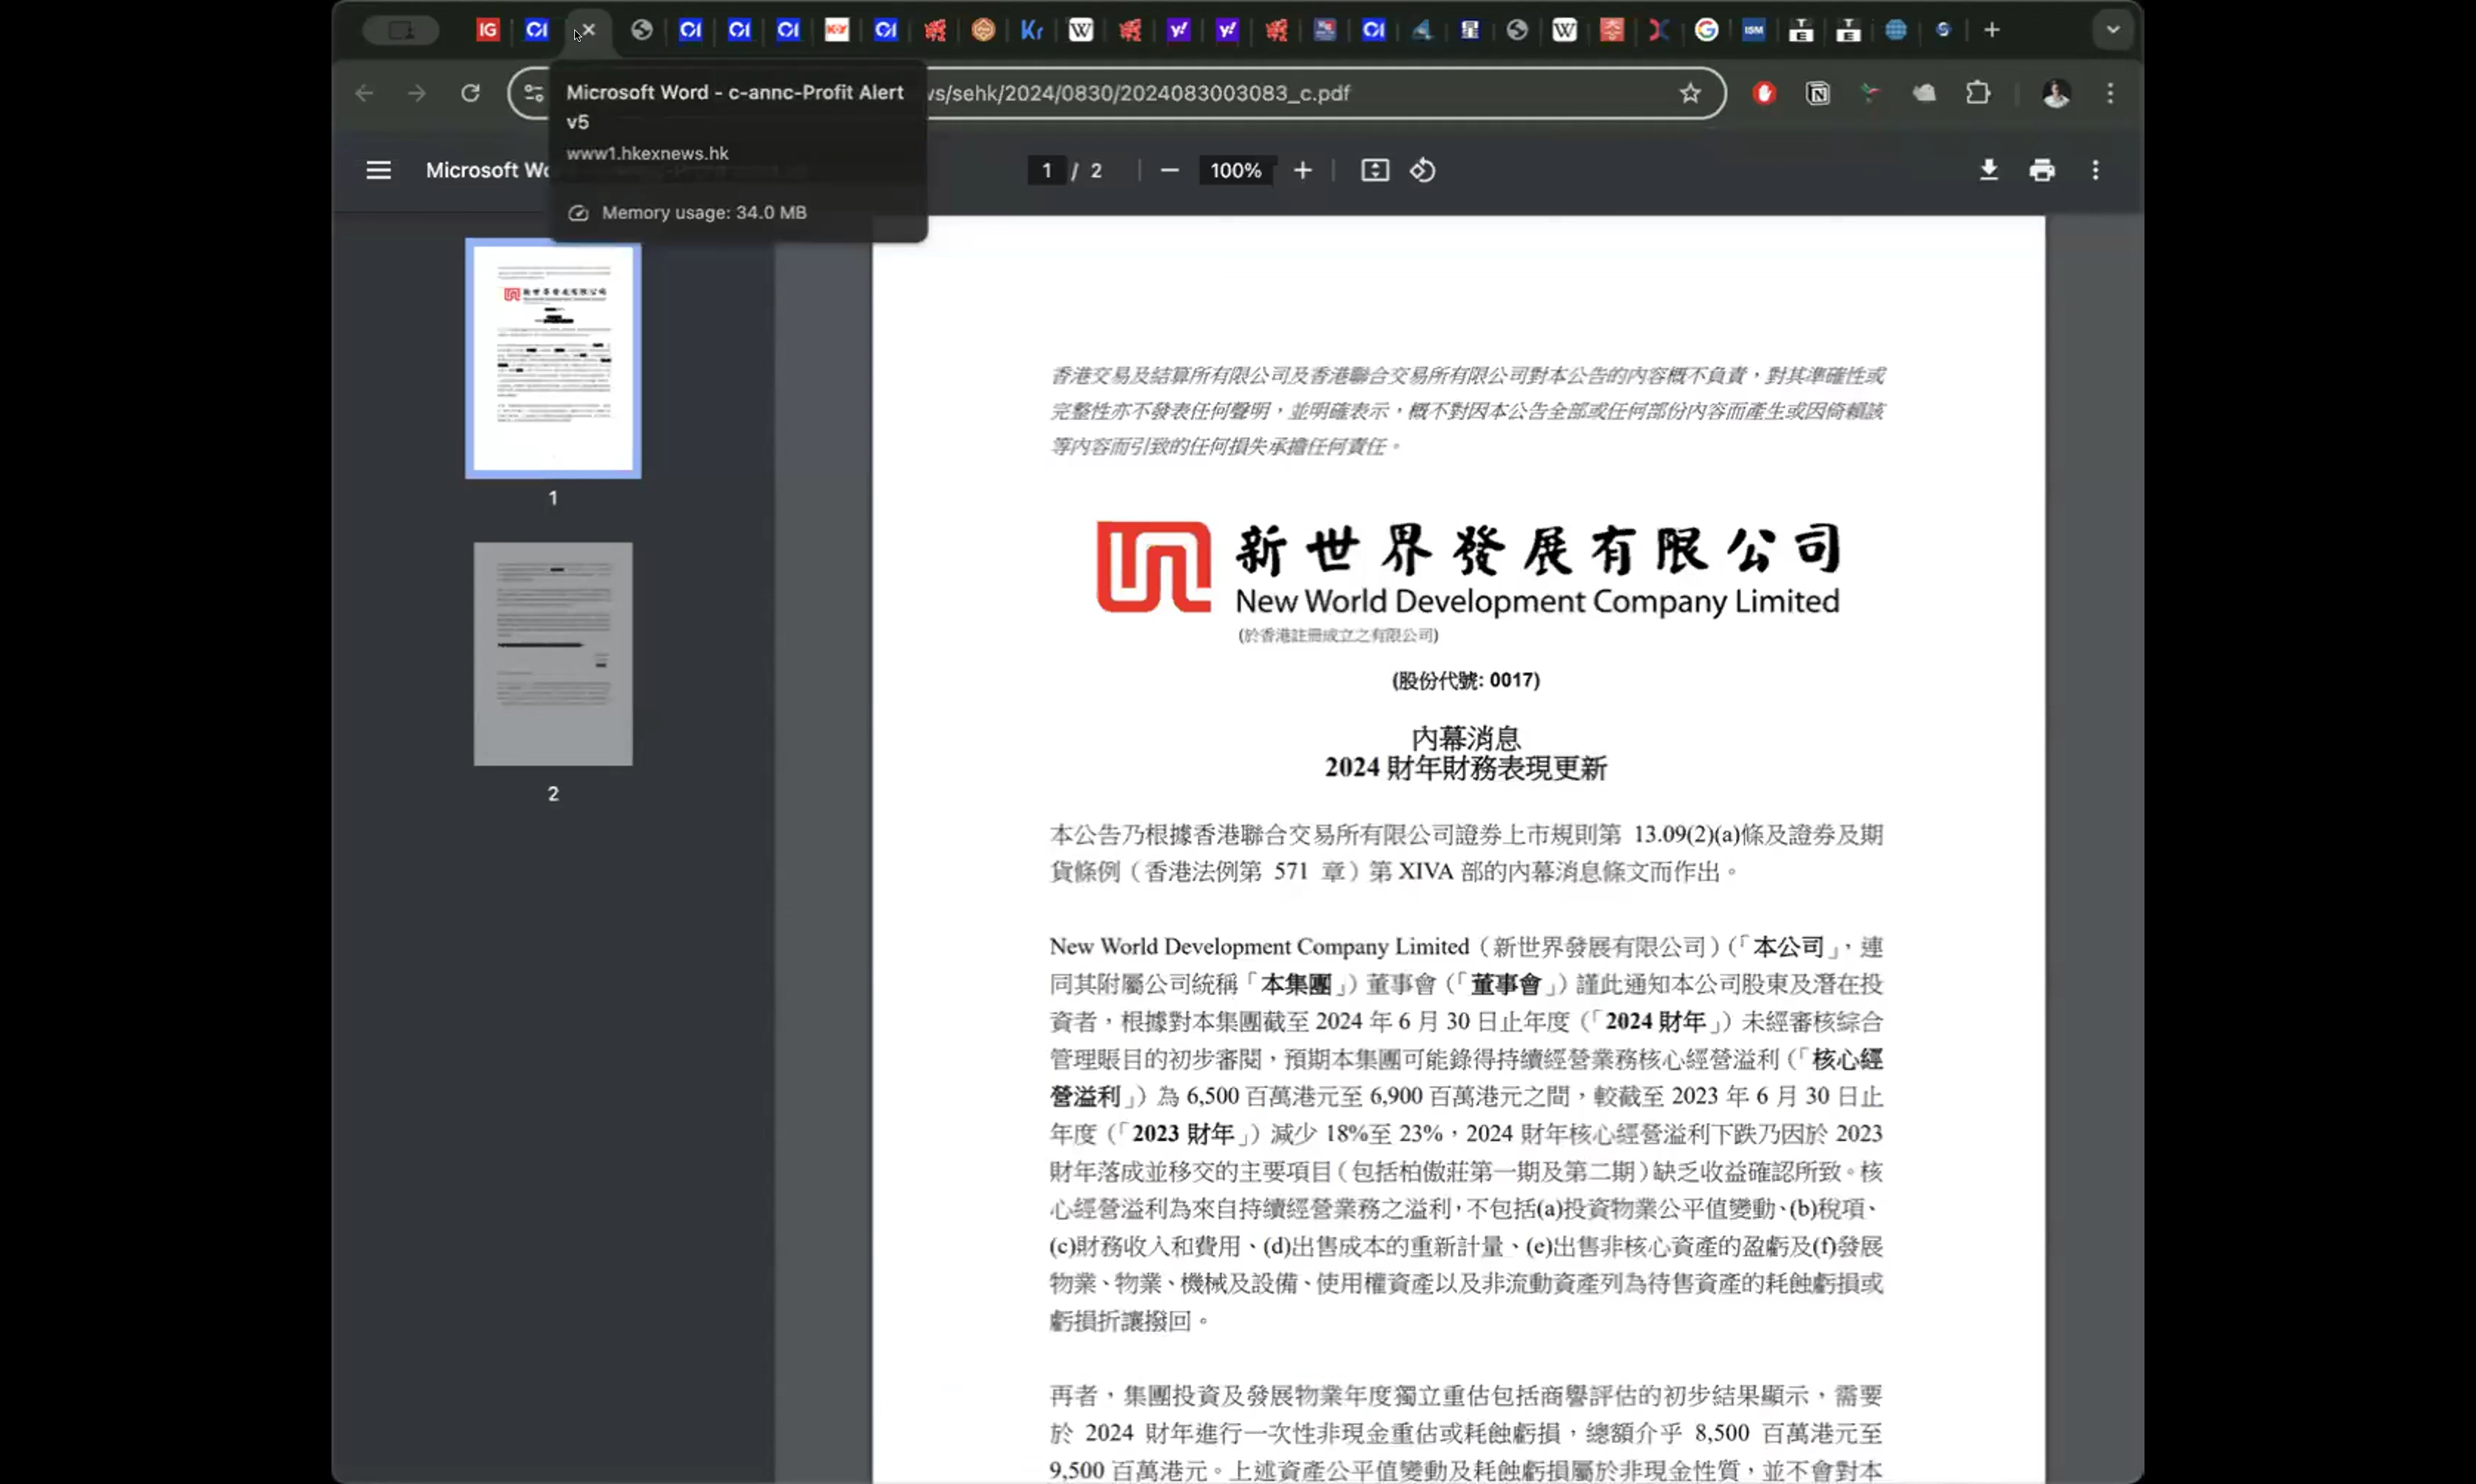 Microsoft Word - c-annc-Profit Alert
v5
www1.hkexnews.hk
Memory usage: 34.0 MB
/sehk/2024/0830/2024083003083_c.pdf
Microsoft
1 / 2
100%
1
2
香港交易及結算所有限公司及香港聯合交易所有限公司對本公告的內容概不負責，對其準確性或
完整性亦不發表任何聲明，並明確表示，概不對因本公告全部或任何部份內容而產生或因倚賴該
等內容而引致的任何損失承擔任何責任。
新世界發展有限公司
New World Development Company Limited
(於香港註冊成立之有限公司)
(股份代號: 0017)
內幕消息
2024 財年財務表現更新
本公告乃根據香港聯合交易所有限公司證券上市規則第 13.09(2)(a)條及證券及期
貨條例（香港法例第 571 章）第 XIVA 部的內幕消息條文而作出。
New World Development Company Limited（新世界發展有限公司）（「本公司」，連
同其附屬公司統稱「本集團」）董事會（「董事會」）謹此通知本公司股東及潛在投
資者，根據對本集團截至 2024 年 6 月 30 日止年度（「2024 財年」）未經審核綜合
管理賬目的初步審閱，預期本集團可能錄得持續經營業務核心經營溢利（「核心經
營溢利」）為 6,500 百萬港元至 6,900 百萬港元之間，較截至 2023 年 6 月 30 日止
年度（「2023 財年」）減少 18%至 23%，2024 財年核心經營溢利下跌乃因於 2023
財年落成並移交的主要項目（包括柏傲莊第一期及第二期）缺乏收益確認所致。核
心經營溢利為來自持續經營業務之溢利，不包括(a)投資物業公平值變動、(b)稅項、
(c)財務收入和費用、(d)出售成本的重新計量、(e)出售非核心資產的盈虧及(f)發展
物業、物業、機械及設備、使用權資產以及非流動資產列為待售資產的耗蝕虧損或
虧損折讓撥回。
再者，集團投資及發展物業年度獨立重估包括商譽評估的初步結果顯示，需要
於 2024 財年進行一次性非現金重估或耗蝕虧損，總額介乎 8,500 百萬港元至
9,500 百萬港元。上述資產公平值變動及耗蝕虧損屬於非現金性質，並不會對本